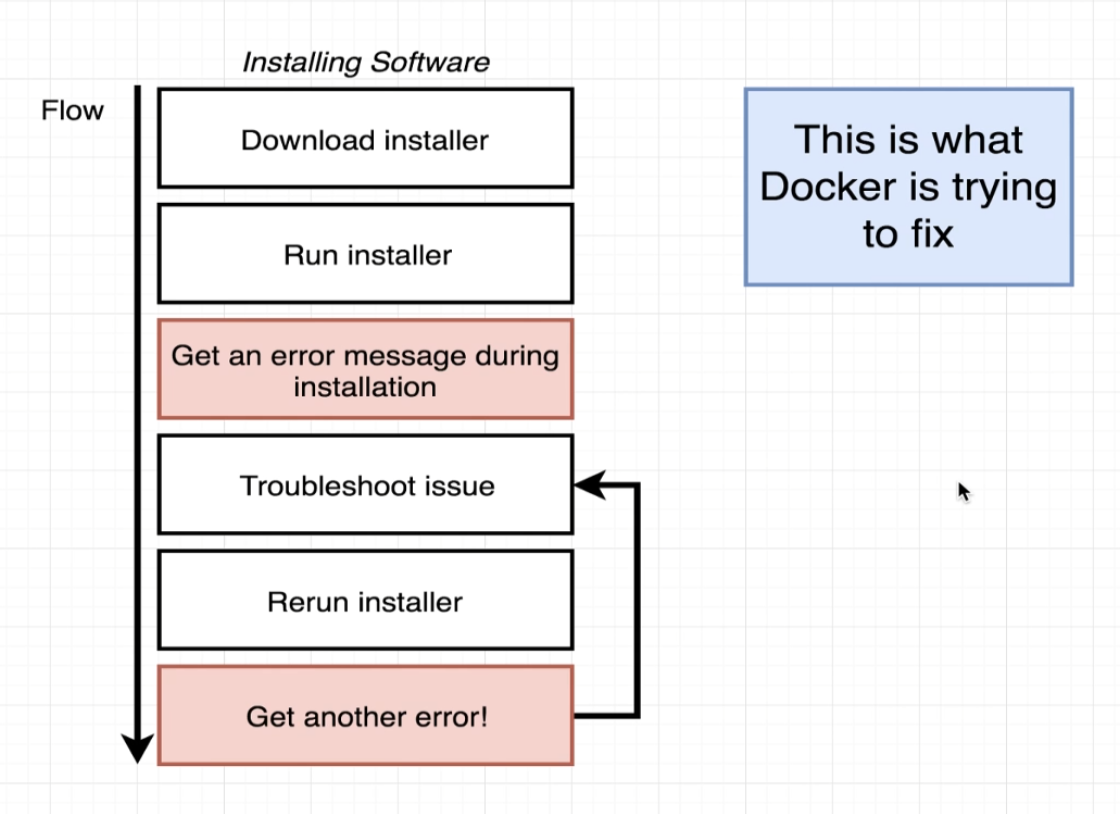 Installing Software
Flow
Download installer
Run installer
Get an error message during
installation
Troubleshoot issue
Rerun installer
Get another error!
This is what
Docker is trying
to fix